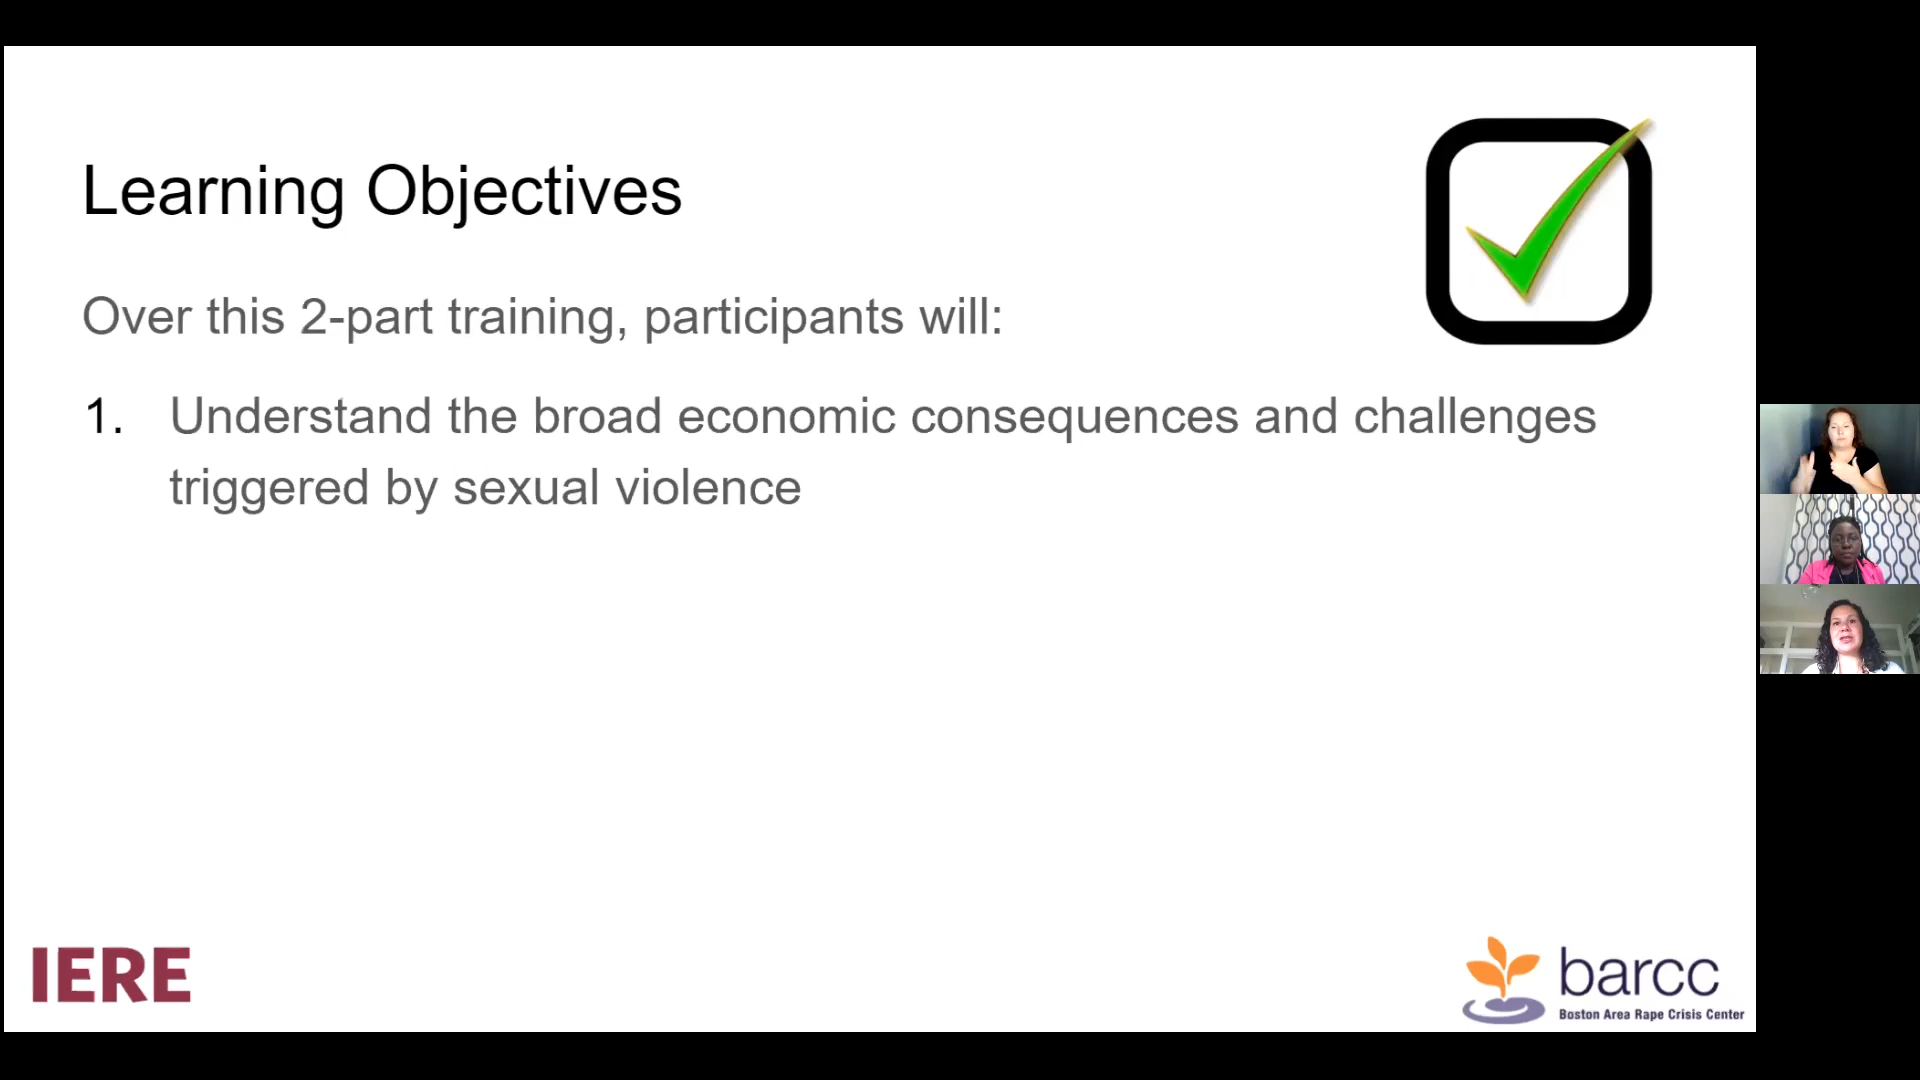 Learning Objectives
Over this 2-part training, participants will:
1. Understand the broad economic consequences and challenges
triggered by sexual violence
IERE
barcc
Boston Area Rape Crisis Center